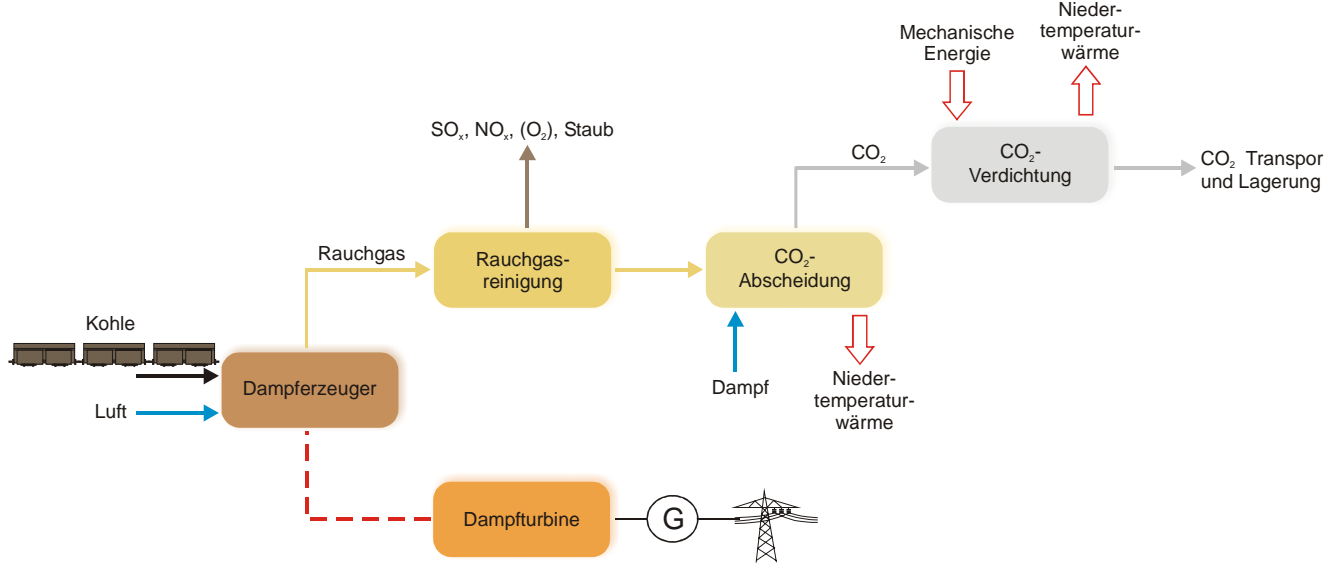 Mechanische
Energie
Nieder-
temperatur-
wärme
SOₓ, NOₓ, (O₂), Staub
CO₂
CO₂-
Verdichtung
CO₂ Transpor
und Lagerung
Rauchgas
Rauchgas-
reinigung
CO₂-
Abscheidung
Kohle
Dampferzeuger
Luft
Dampf
Nieder-
temperatur-
wärme
Dampfturbine
G